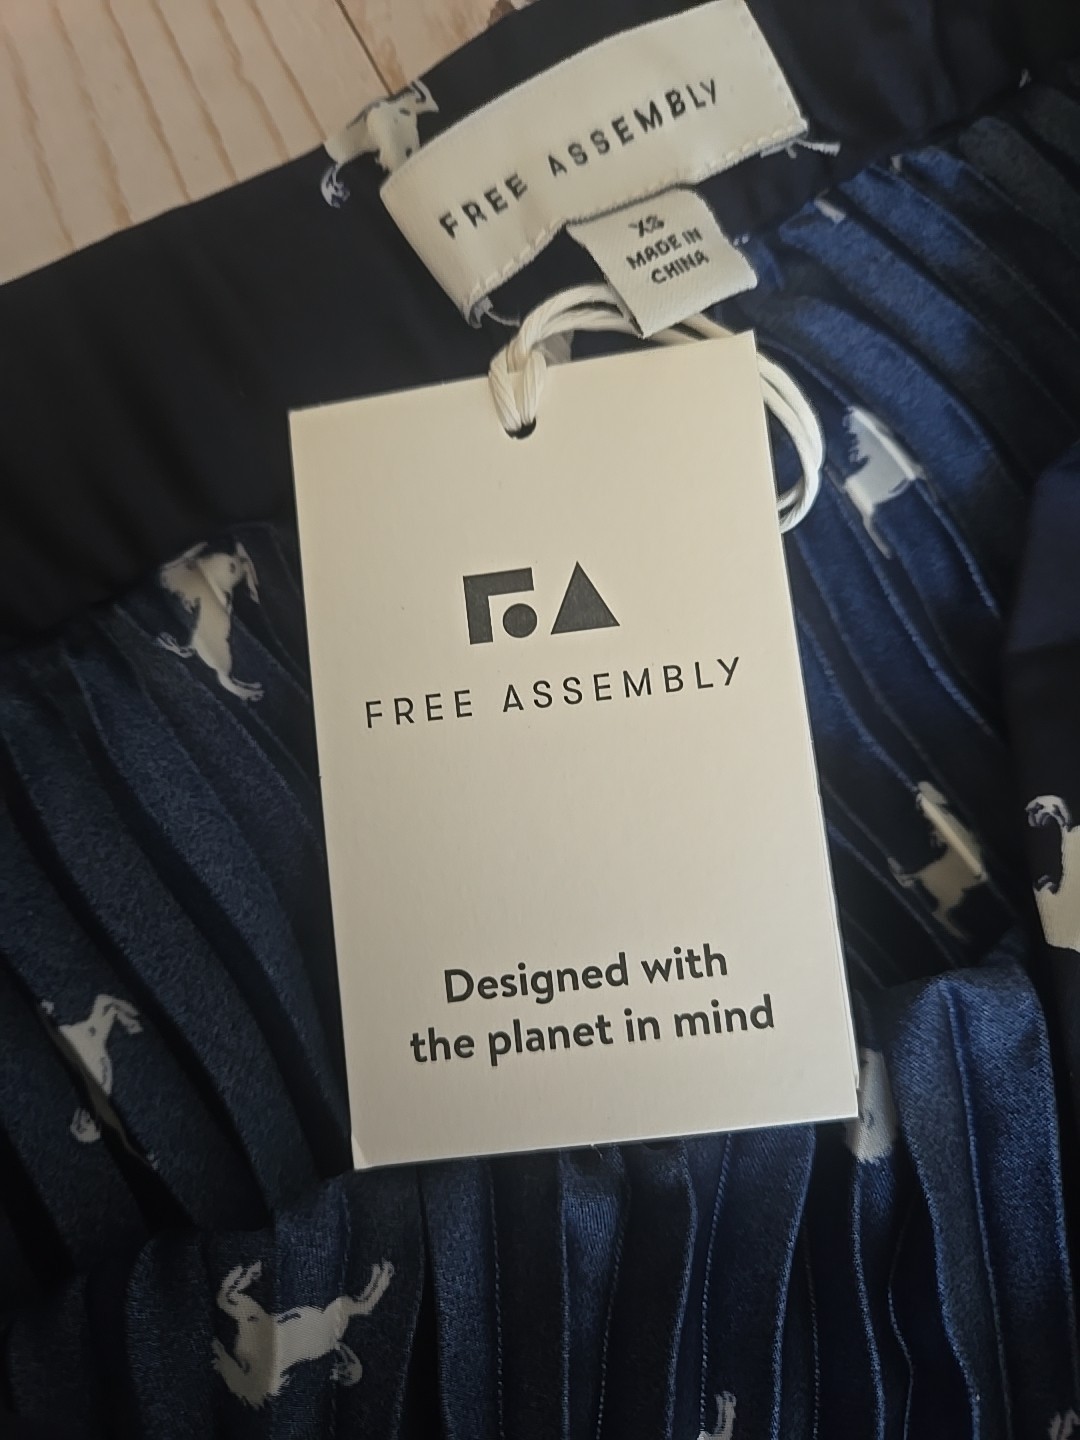 FREE ASSEMBLY
XS
MADE IN
CHINA
FREE ASSEMBLY
Designed with
the planet in mind